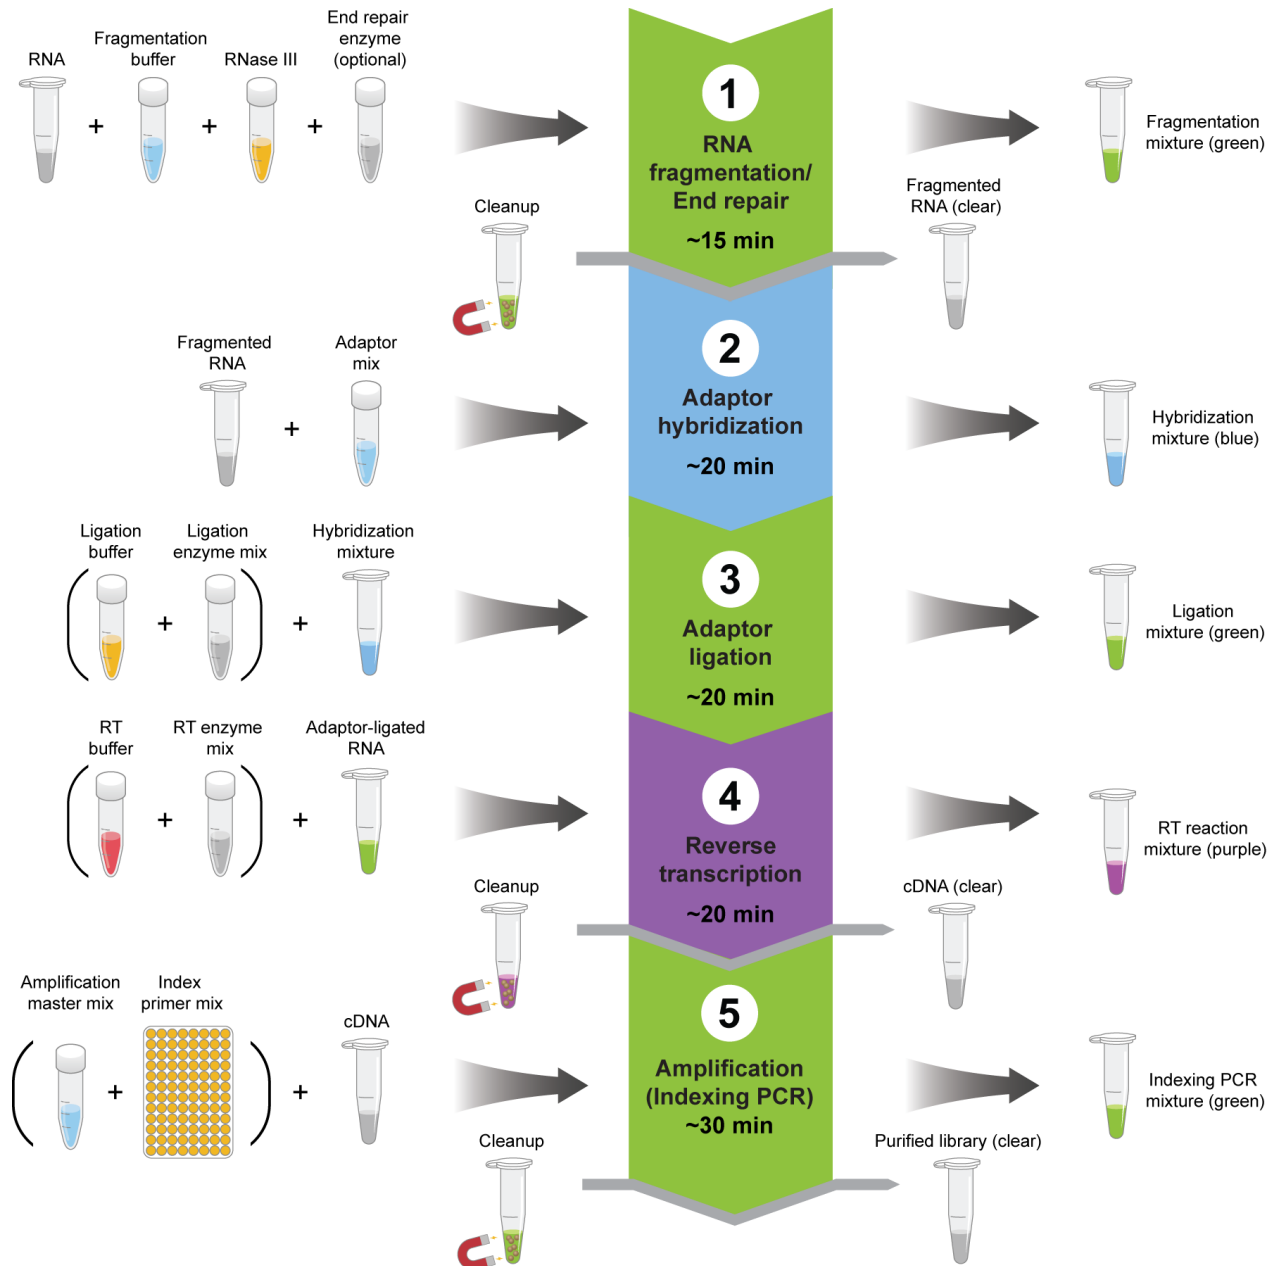 RNA
Fragmentation
buffer
RNase III
End repair
enzyme
(optional)
+
+
+
1
RNA
fragmentation/
End repair
~15 min
Fragmentation
mixture (green)
Cleanup
Fragmented
RNA (clear)
Fragmented
RNA
+
Adaptor
mix
2
Adaptor
hybridization
~20 min
Hybridization
mixture (blue)
Ligation
buffer
+
Ligation
enzyme mix
+
Hybridization
mixture
3
Adaptor
ligation
~20 min
Ligation
mixture (green)
RT
buffer
+
RT enzyme
mix
+
Adaptor-ligated
RNA
4
Reverse
transcription
~20 min
RT reaction
mixture (purple)
Cleanup
cDNA (clear)
Amplification
master mix
+
Index
primer mix
+
cDNA
5
Amplification
(Indexing PCR)
~30 min
Indexing PCR
mixture (green)
Cleanup
Purified library (clear)